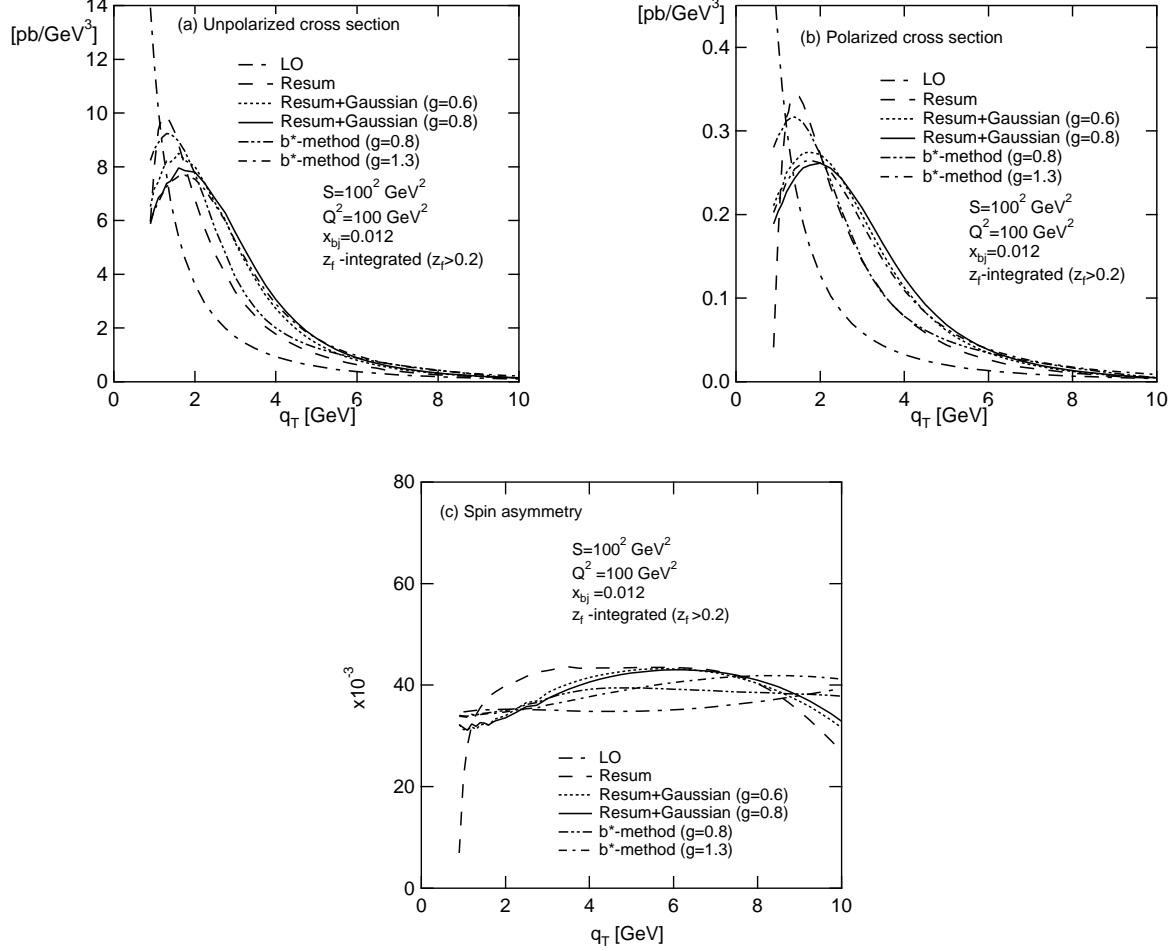 [pb/GeV³]
14
12
10
8
6
4
2
0
(a) Unpolarized cross section
LO
Resum
Resum+Gaussian (g=0.6)
Resum+Gaussian (g=0.8)
b*-method (g=0.8)
b*-method (g=1.3)
S=100² GeV²
Q²=100 GeV²
x_bj=0.012
z_f -integrated (z_f>0.2)
0 2 4 6 8 10
q_T [GeV]
[pb/GeV³]
0.4
0.3
0.2
0.1
0.0
(b) Polarized cross section
LO
Resum
Resum+Gaussian (g=0.6)
Resum+Gaussian (g=0.8)
b*-method (g=0.8)
b*-method (g=1.3)
S=100² GeV²
Q²=100 GeV²
x_bj=0.012
z_f-integrated (z_f>0.2)
0 2 4 6 8 10
q_T [GeV]
80
60
40
20
0
x10⁻³
(c) Spin asymmetry
S=100² GeV²
Q² =100 GeV²
x_bj =0.012
z_f -integrated (z_f >0.2)
LO
Resum
Resum+Gaussian (g=0.6)
Resum+Gaussian (g=0.8)
b*-method (g=0.8)
b*-method (g=1.3)
0 2 4 6 8 10
q_T [GeV]